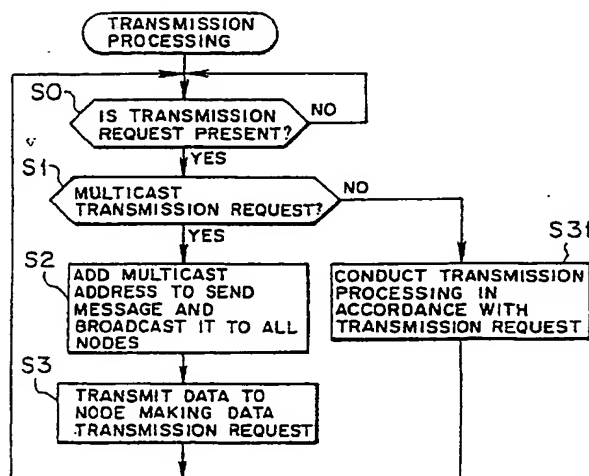 TRANSMISSION
PROCESSING
S0
IS TRANSMISSION
REQUEST PRESENT?
NO
YES
S1
MULTICAST
TRANSMISSION REQUEST?
NO
YES
S2
ADD MULTICAST
ADDRESS TO SEND
MESSAGE AND
BROADCAST IT TO ALL
NODES
S31
CONDUCT TRANSMISSION
PROCESSING IN
ACCORDANCE WITH
TRANSMISSION REQUEST
S3
TRANSMIT DATA TO
NODE MAKING DATA
TRANSMISSION REQUEST